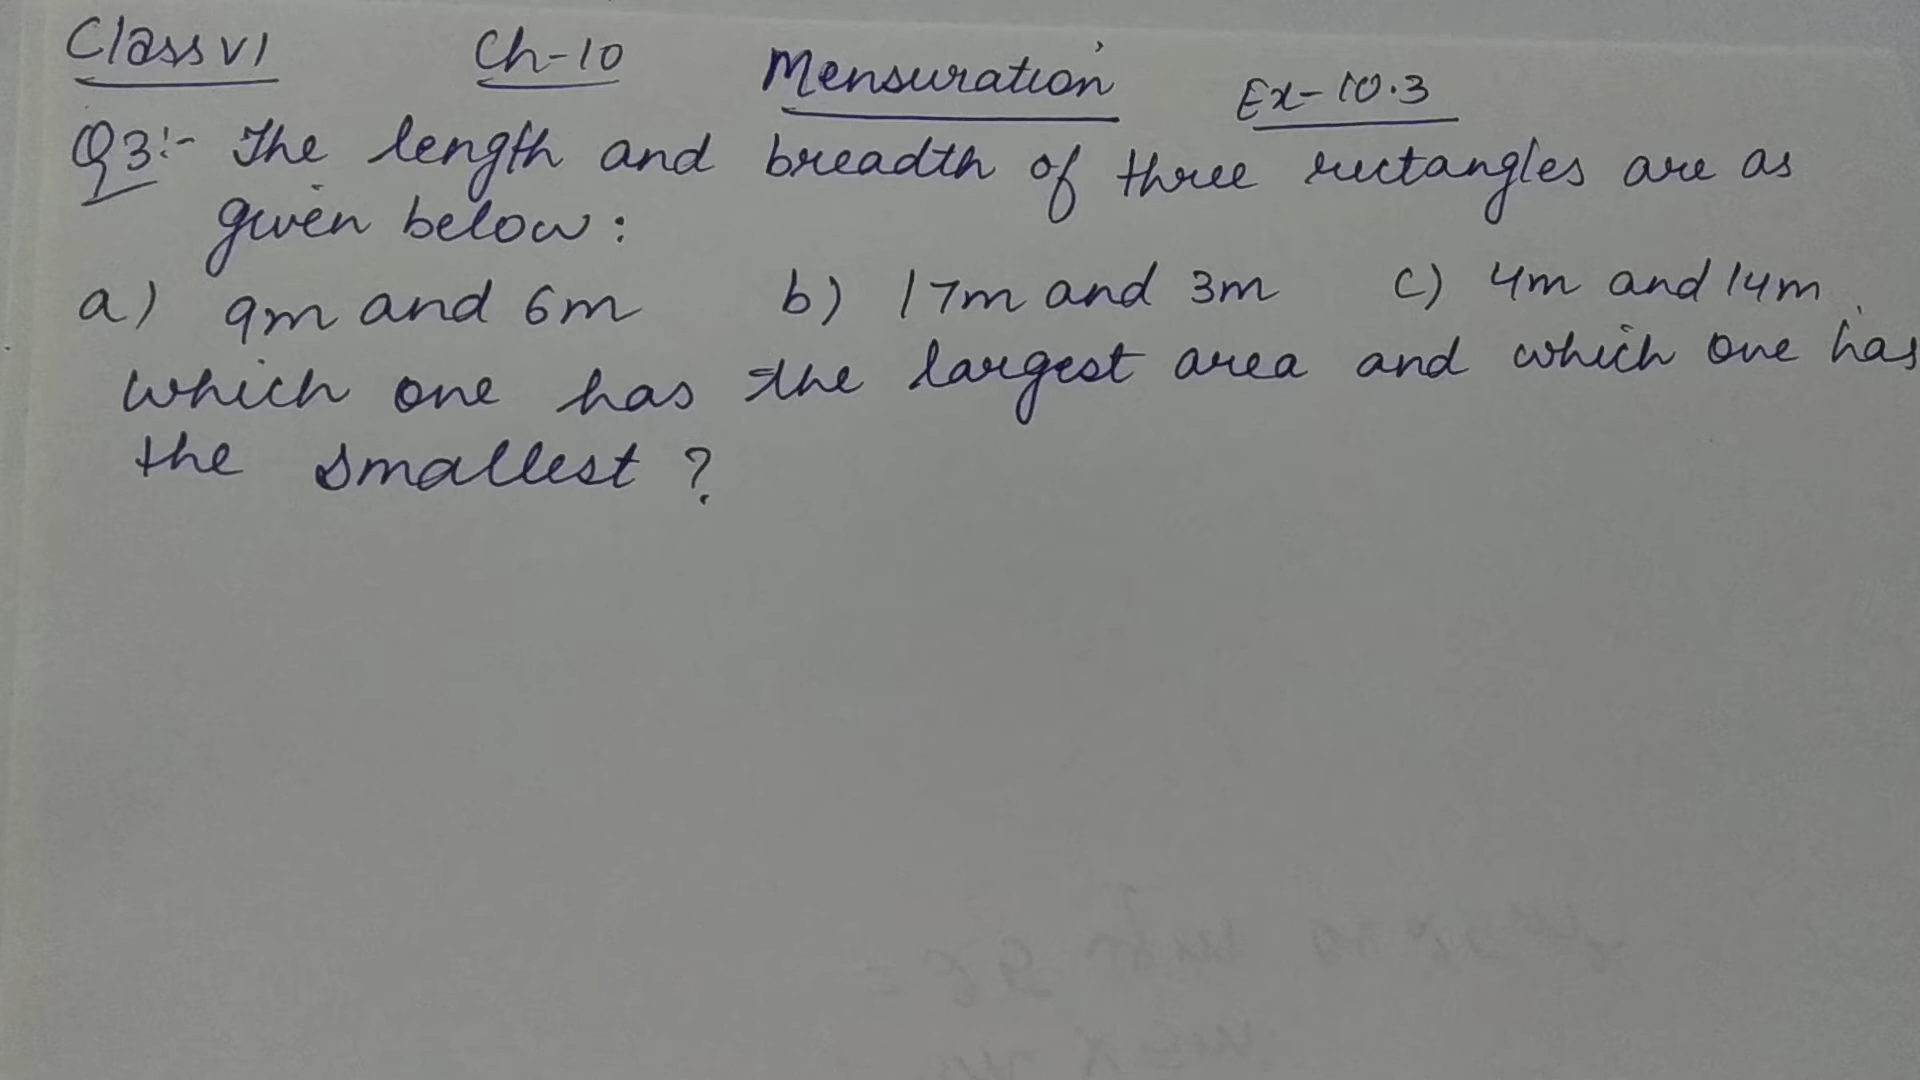 Class VI Ch-10 Mensuration Ex-10.3
Q3:- The length and breadth of three rectangles are as
given below:
a) 9m and 6m b) 17m and 3m c) 4m and 14m
which one has the largest area and which one has
the smallest ?